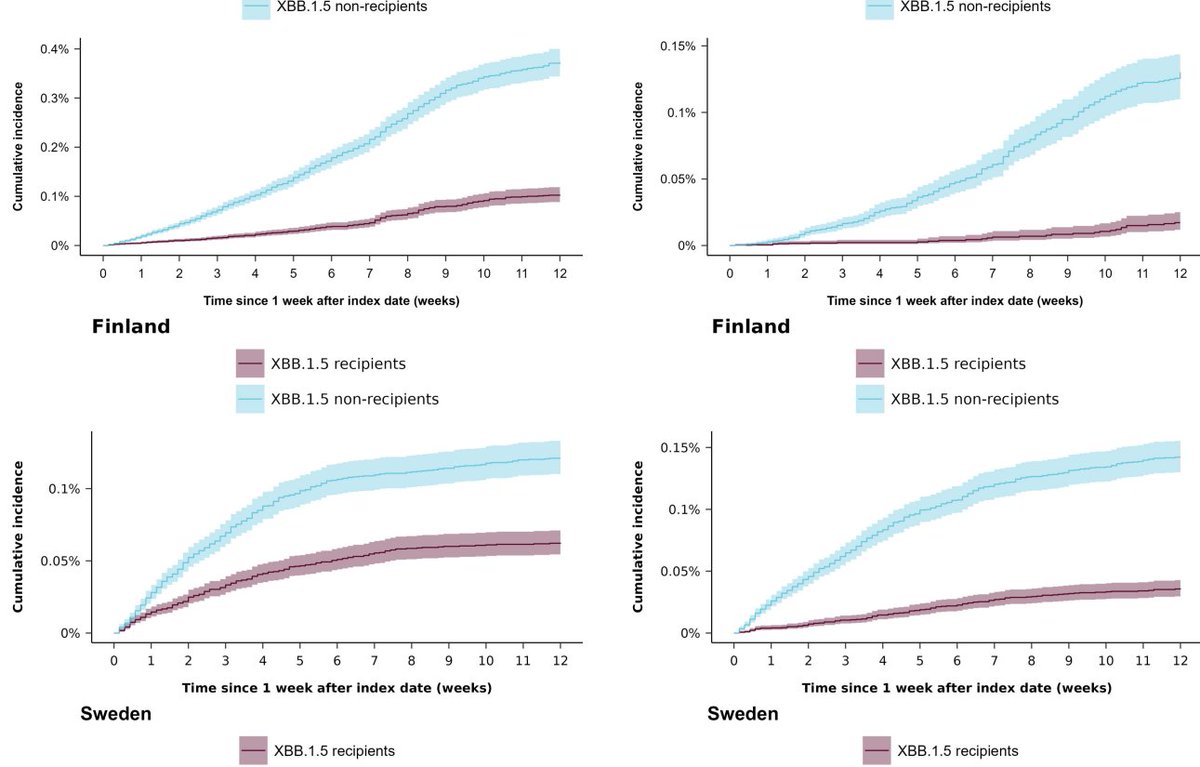 XBB.1.5 non-recipients
XBB.1.5 non-recipients
0.4%
0.3%
0.2%
0.1%
0%
Cumulative incidence
0 1 2 3 4 5 6 7 8 9 10 11 12
Time since 1 week after index date (weeks)
0.15%
0.1%
0.05%
0%
Cumulative incidence
0 1 2 3 4 5 6 7 8 9 10 11 12
Time since 1 week after index date (weeks)
Finland
XBB.1.5 recipients
XBB.1.5 non-recipients
0.1%
0.05%
0%
Cumulative incidence
0 1 2 3 4 5 6 7 8 9 10 11 12
Time since 1 week after index date (weeks)
Finland
XBB.1.5 recipients
XBB.1.5 non-recipients
0.15%
0.1%
0.05%
0%
Cumulative incidence
0 1 2 3 4 5 6 7 8 9 10 11 12
Time since 1 week after index date (weeks)
Sweden
XBB.1.5 recipients
Sweden
XBB.1.5 recipients